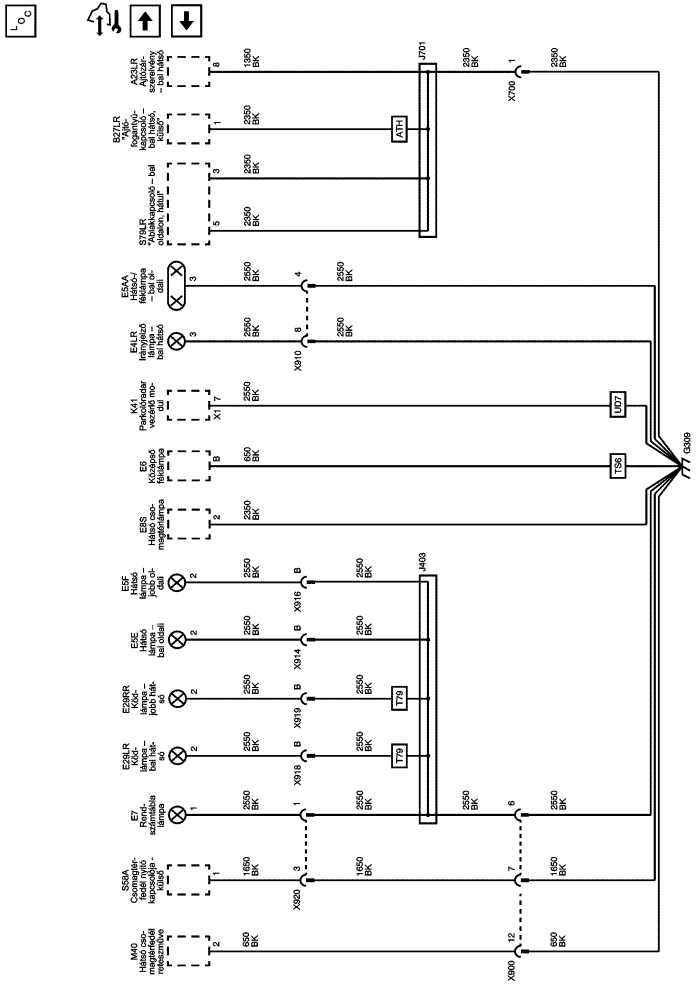 LOC
A23LR
Ajtózár-
szerelvény
– bal hátsó
8
1350
BK
J701
2350
BK
1
X700
2350
BK
B27LR
"Ajtó-
fogantyú-
kapcsoló –
bal hátsó,
külső"
1
2350
BK
ATH
S79LR
"Ablakkapcsoló – bal
oldalon, hátul"
3
2350
BK
5
2350
BK
E5AA
Hátsó-/
féklámpa
– bal ol-
dali
3
2550
BK
4
2550
BK
E4LR
Irányjelző
lámpa –
bal hátsó
3
2550
BK
8
X910
2550
BK
K41
Parkolóradar
vezérlő mo-
dul
7
X1
2550
BK
UD7
E6
Középső
féklámpa
B
650
BK
TS6
G309
E8S
Hátsó cso-
magtérlámpa
2
2350
BK
E5F
Hátsó
lámpa –
jobb ol-
dali
2
2550
BK
B
X916
2550
BK
J403
E5E
Hátsó
lámpa –
bal oldali
2
2550
BK
B
X914
2550
BK
E29RR
Köd-
lámpa –
jobb hát-
só
2
2550
BK
B
X919
2550
BK
T79
E29LR
Köd-
lámpa –
bal hát-
só
2
2550
BK
B
X918
2550
BK
T79
E7
Rend-
számtábla
lámpa
1
2550
BK
1
2550
BK
2550
BK
6
2550
BK
S58A
Csomagtér-
fedél nyitó
kapcsolója -
külső
1
1650
BK
3
X920
1650
BK
7
1650
BK
M40
Hátsó cso-
magtérfedél
reteszműve
2
650
BK
12
X900
650
BK